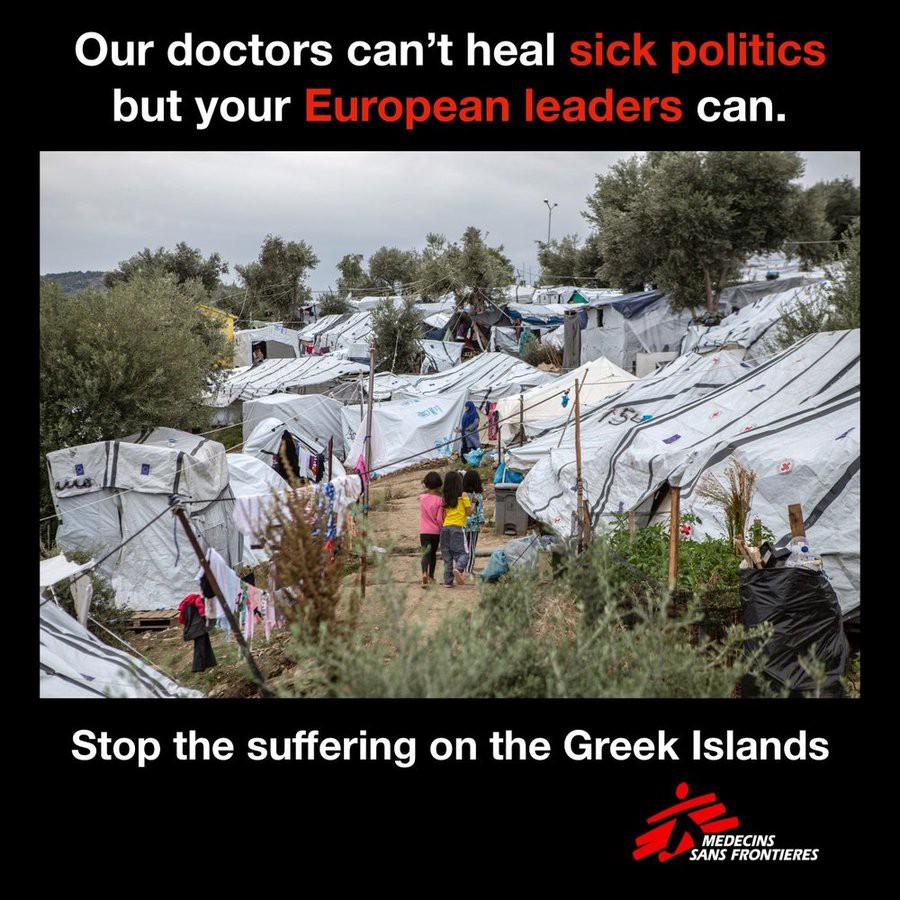 Our doctors can't heal sick politics
but your European leaders can.
Stop the suffering on the Greek Islands
MEDECINS
SANS FRONTIERES